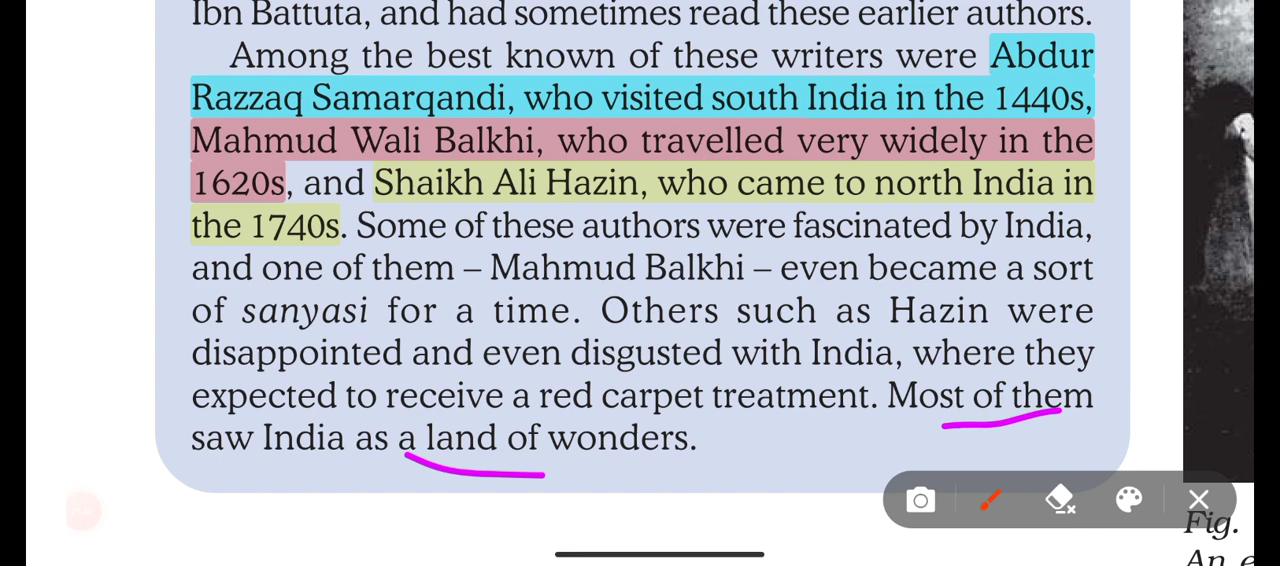 Ibn Battuta, and had sometimes read these earlier authors.
Among the best known of these writers were Abdur
Razzaq Samarqandi, who visited south India in the 1440s,
Mahmud Wali Balkhi, who travelled very widely in the
1620s, and Shaikh Ali Hazin, who came to north India in
the 1740s. Some of these authors were fascinated by India,
and one of them – Mahmud Balkhi – even became a sort
of sanyasi for a time. Others such as Hazin were
disappointed and even disgusted with India, where they
expected to receive a red carpet treatment. Most of them
saw India as a land of wonders.
Fig.
An e